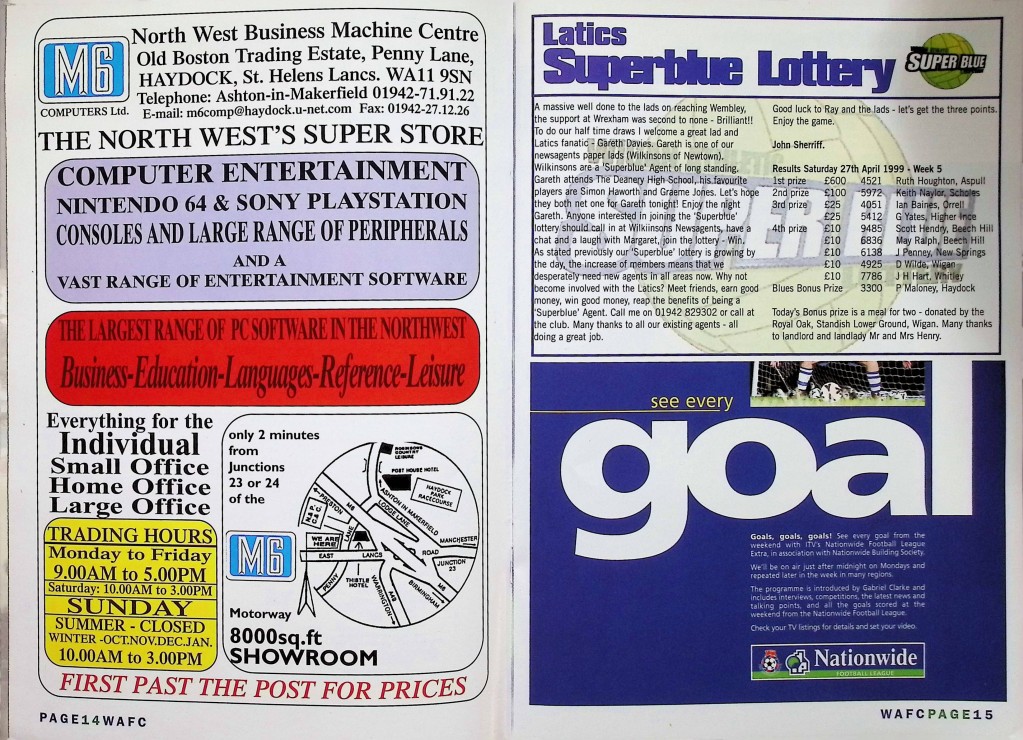 M6
COMPUTERS Ltd.
North West Business Machine Centre
Old Boston Trading Estate, Penny Lane,
HAYDOCK, St. Helens Lancs. WA11 9SN
Telephone: Ashton-in-Makerfield 01942-71.91.22
E-mail: m6comp@haydock.u-net.com Fax: 01942-27.12.26
THE NORTH WEST'S SUPER STORE
COMPUTER ENTERTAINMENT
NINTENDO 64 & SONY PLAYSTATION
CONSOLES AND LARGE RANGE OF PERIPHERALS
AND A
VAST RANGE OF ENTERTAINMENT SOFTWARE
THE LARGEST RANGE OF PC SOFTWARE IN THE NORTHWEST
Business-Education-Languages-Reference-Leisure
Everything for the
Individual
Small Office
Home Office
Large Office
TRADING HOURS
Monday to Friday
9.00AM to 5.00PM
Saturday: 10.00AM to 3.00PM
SUNDAY
SUMMER - CLOSED
WINTER -OCT.NOV.DEC.JAN.
10.00AM to 3.00PM
only 2 minutes
from
Junctions
23 or 24
of the
M6
Motorway
8000sq.ft
SHOWROOM
ROBINSONS
COUNTRY
LEISURE
POST HOUSE HOTEL
HAYDOCK
PARK
RACECOURSE
ASHTON IN MAKERFIELD
LODGE LANE
PRESTON
M6
N&P.
C&C.
WE ARE
HERE
LANE
EAST LANCS ROAD
MANCHESTER
JUNCTION
23
PENNY
THISTLE
HOTEL
WARRINGTON
A49
M6
BIRMINGHAM
FIRST PAST THE POST FOR PRICES
PAGE14WAFC
Latics
Superblue Lottery
SUPER BLUE
A massive well done to the lads on reaching Wembley,
the support at Wrexham was second to none - Brilliant!!
To do our half time draws I welcome a great lad and
Latics fanatic - Gareth Davies. Gareth is one of our
newsagents paper lads (Wilkinsons of Newtown).
Wilkinsons are a 'Superblue' Agent of long standing.
Gareth attends The Deanery High School, his favourite
players are Simon Haworth and Graeme Jones. Let's hope
they both net one for Gareth tonight! Enjoy the night
Gareth. Anyone interested in joining the 'Superblue'
lottery should call in at Wilkinsons Newsagents, have a
chat and a laugh with Margaret, join the lottery - Win.
As stated previously our 'Superblue' lottery is growing by
the day, the increase of members means that we
desperately need new agents in all areas now. Why not
become involved with the Latics? Meet friends, earn good
money, win good money, reap the benefits of being a
'Superblue' Agent. Call me on 01942 829302 or call at
the club. Many thanks to all our existing agents - all
doing a great job.
Good luck to Ray and the lads - let's get the three points.
Enjoy the game.
John Sherriff.
Results Saturday 27th April 1999 - Week 5
1st prize £600 4521 Ruth Houghton, Aspull
2nd prize £100 5972 Keith Naylor, Scholes
3rd prize £25 4051 Ian Baines, Orrell
£25 5412 G Yates, Higher Ince
4th prize £10 9485 Scott Hendry, Beech Hill
£10 6836 May Ralph, Beech Hill
£10 6138 J Penney, New Springs
£10 4925 D Wilde, Wigan
£10 7786 J H Hart, Whitley
Blues Bonus Prize 3300 P Maloney, Haydock
Today's Bonus prize is a meal for two - donated by the
Royal Oak, Standish Lower Ground, Wigan. Many thanks
to landlord and landlady Mr and Mrs Henry.
see every
goal
Goals, goals, goals! See every goal from the
weekend with ITV's Nationwide Football League
Extra, in association with Nationwide Building Society.
We'll be on air just after midnight on Mondays and
repeated later in the week in many regions.
The programme is introduced by Gabriel Clarke and
includes interviews, competitions, the latest news and
talking points, and all the goals scored at the
weekend from the Nationwide Football League.
Check your TV listings for details and set your video.
Nationwide
FOOTBALL LEAGUE
WAFCPAGE15